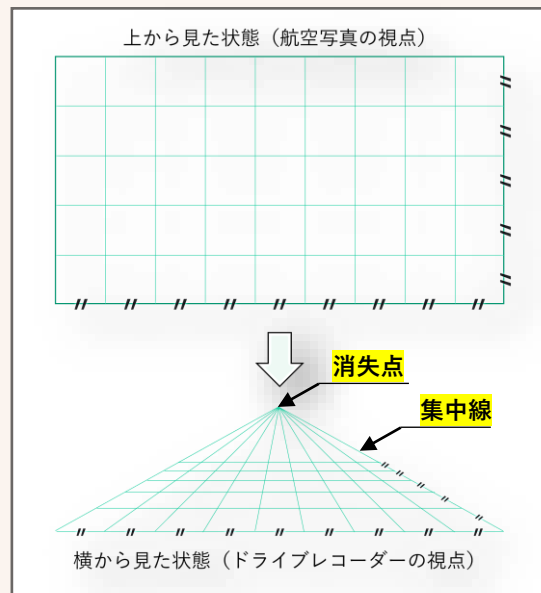 上から見た状態（航空写真の視点）
消失点
集中線
横から見た状態（ドライブレコーダーの視点）